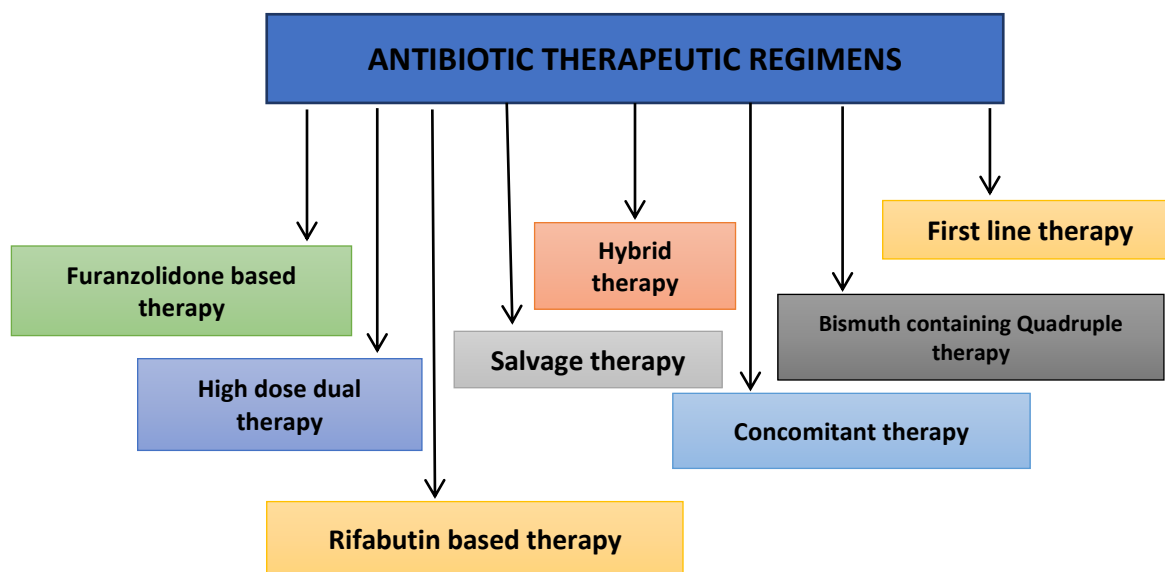 ANTIBIOTIC THERAPEUTIC REGIMENS
First line therapy
Hybrid
therapy
Furanzolidone based
therapy
Bismuth containing Quadruple
therapy
Salvage therapy
High dose dual
therapy
Concomitant therapy
Rifabutin based therapy